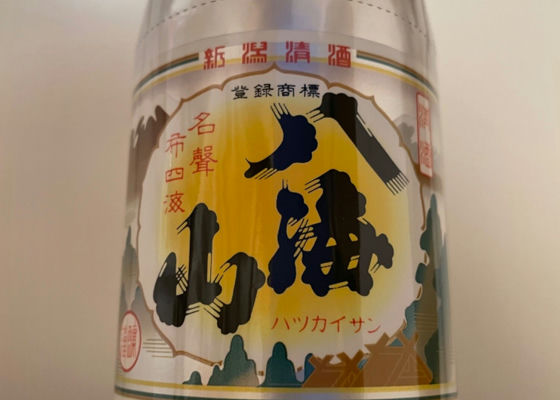 新潟清酒
登録商標
八海山
名聲
布四海
ハツカイサン